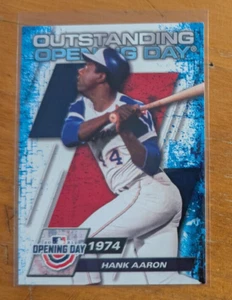 OUTSTANDING
OPENING DAY
44
OPENING DAY
1974
HANK AARON